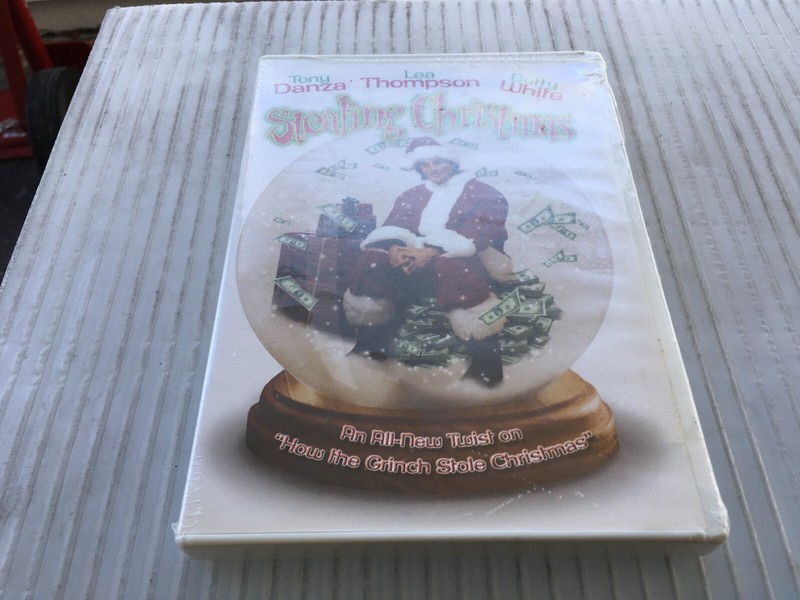 Tony Danza
Lea Thompson
Betty White
Stealing Christmas
An All-New Twist on
"How the Grinch Stole Christmas"